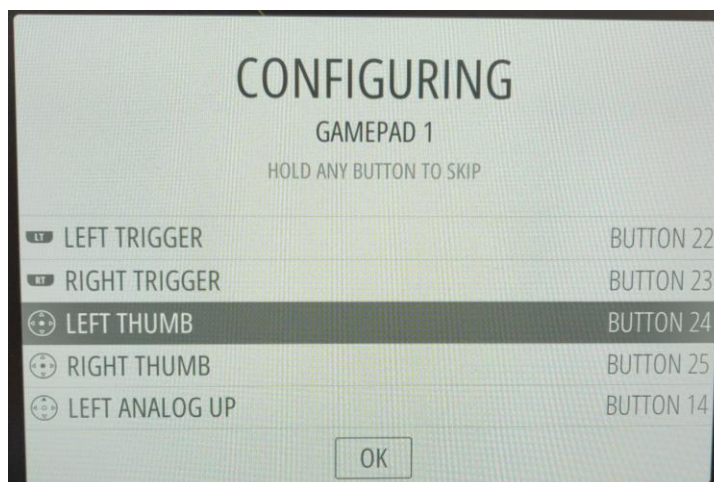 CONFIGURING
GAMEPAD 1
HOLD ANY BUTTON TO SKIP
LT LEFT TRIGGER BUTTON 22
RT RIGHT TRIGGER BUTTON 23
LEFT THUMB BUTTON 24
RIGHT THUMB BUTTON 25
LEFT ANALOG UP BUTTON 14
OK